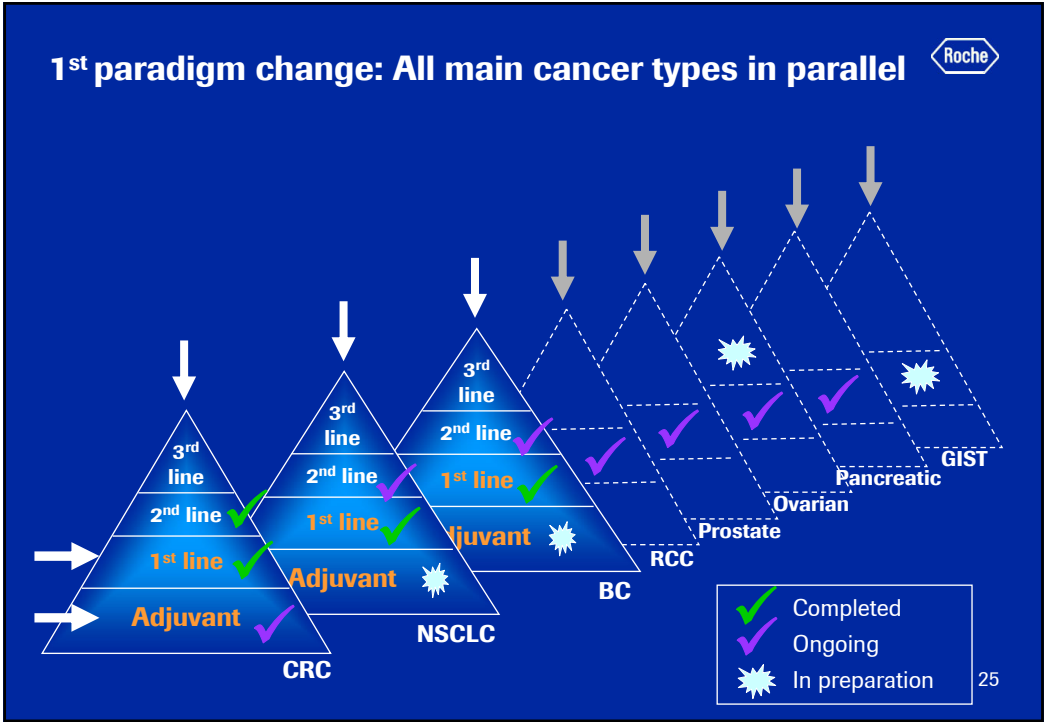 1st paradigm change: All main cancer types in parallel
Roche
3rd
line
2nd line
1st line
Adjuvant
CRC
3rd
line
2nd line
1st line
Adjuvant
NSCLC
3rd
line
2nd line
1st line
djuvant
BC
RCC
Prostate
Ovarian
Pancreatic
GIST
Completed
Ongoing
In preparation
25